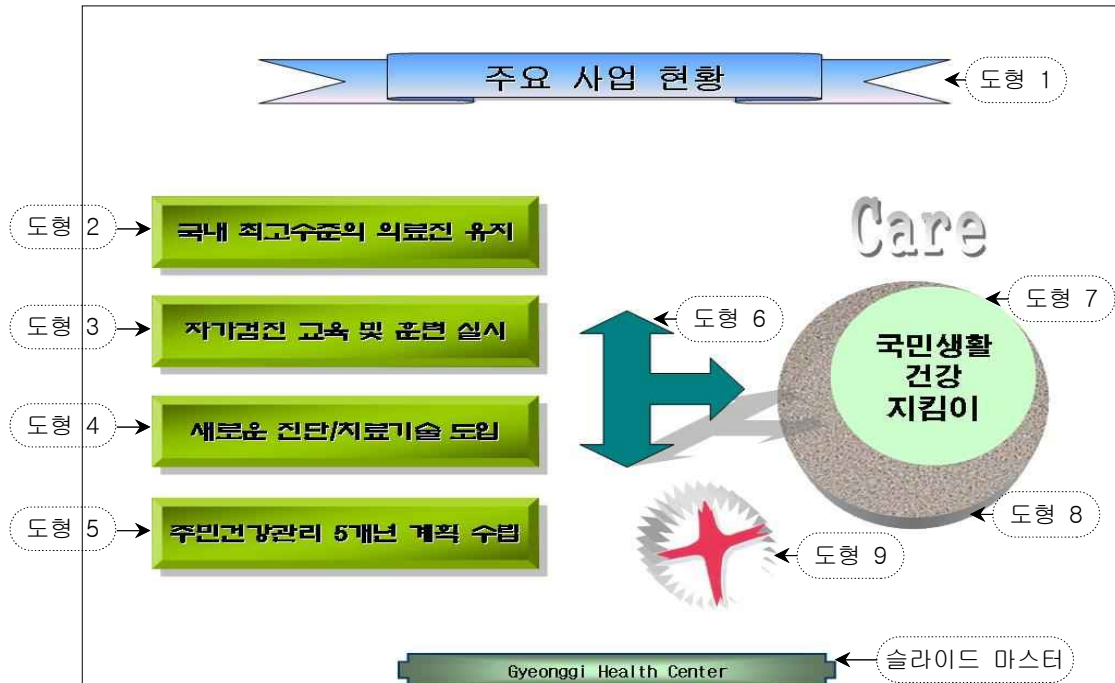 주요 사업 현황
도형 1
도형 2
국내 최고수준의 의료진 유지
Care
도형 7
도형 3
자가검진 교육 및 훈련 실시
도형 6
국민생활
건강
지킴이
도형 4
새로운 진단/치료기술 도입
도형 5
주민건강관리 5개년 계획 수립
도형 8
도형 9
슬라이드 마스터
Gyeonggi Health Center